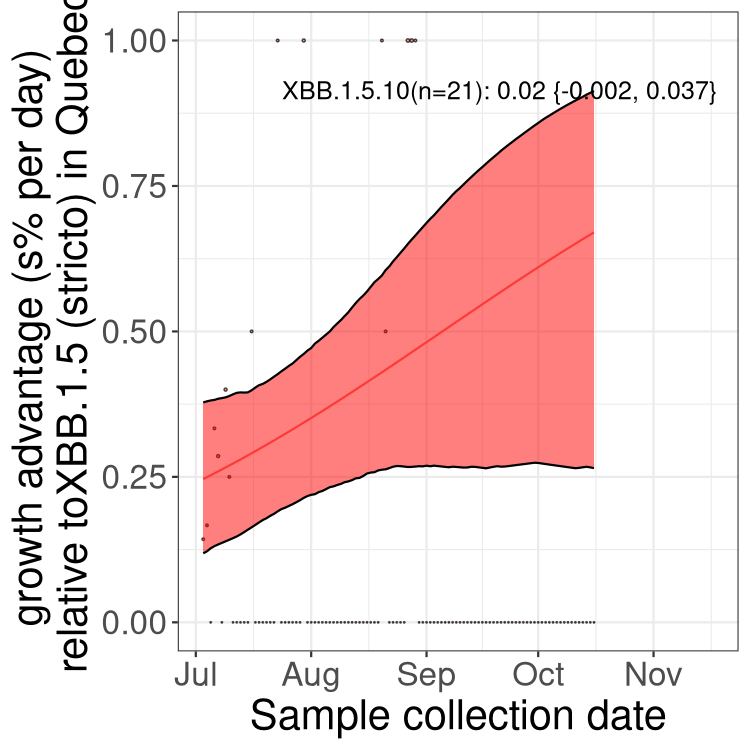 growth advantage (s% per day)
relative toXBB.1.5 (stricto) in Quebec
1.00
0.75
0.50
0.25
0.00
XBB.1.5.10(n=21): 0.02 {-0.002, 0.037}
Jul Aug Sep Oct Nov
Sample collection date